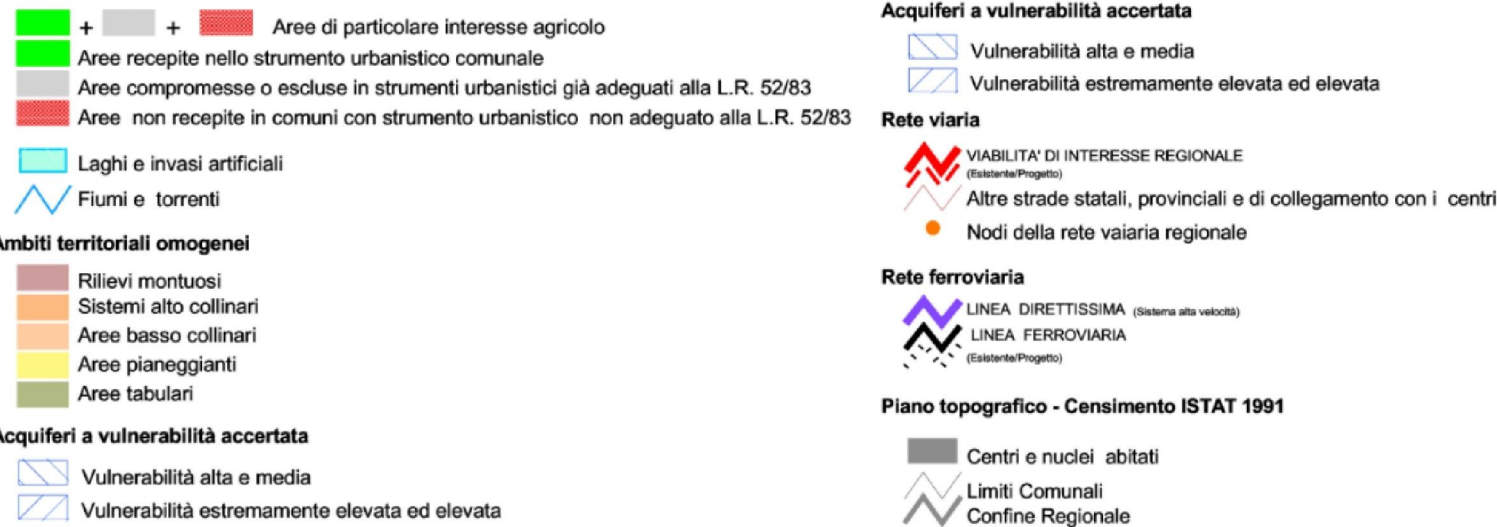 + + Aree di particolare interesse agricolo
Aree recepite nello strumento urbanistico comunale
Aree compromesse o escluse in strumenti urbanistici già adeguati alla L.R. 52/83
Aree non recepite in comuni con strumento urbanistico non adeguato alla L.R. 52/83
Laghi e invasi artificiali
Fiumi e torrenti
Ambiti territoriali omogenei
Rilievi montuosi
Sistemi alto collinari
Aree basso collinari
Aree pianeggianti
Aree tabulari
Acquiferi a vulnerabilità accertata
Vulnerabilità alta e media
Vulnerabilità estremamente elevata ed elevata
Acquiferi a vulnerabilità accertata
Vulnerabilità alta e media
Vulnerabilità estremamente elevata ed elevata
Rete viaria
VIABILITA' DI INTERESSE REGIONALE
(Esistente/Progetto)
Altre strade statali, provinciali e di collegamento con i centri
Nodi della rete vaiaria regionale
Rete ferroviaria
LINEA DIRETTISSIMA (Sistema alta velocità)
LINEA FERROVIARIA
(Esistente/Progetto)
Piano topografico - Censimento ISTAT 1991
Centri e nuclei abitati
Limiti Comunali
Confine Regionale